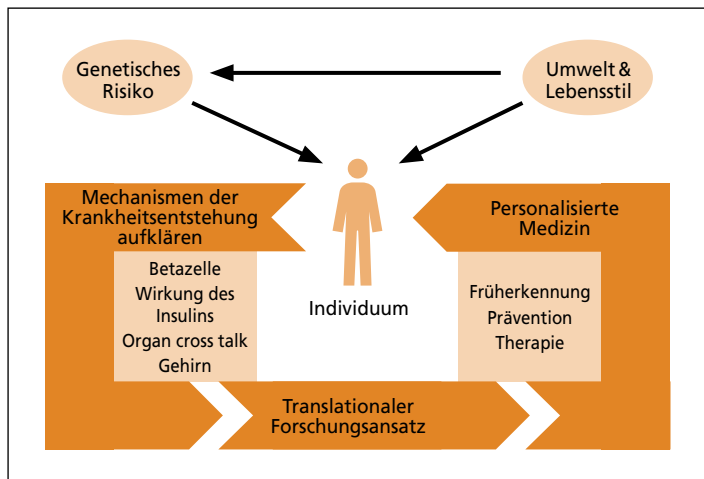 Genetisches
Risiko
Umwelt &
Lebensstil
Mechanismen der
Krankheitsentstehung
aufklären
Personalisierte
Medizin
Betazelle
Wirkung des
Insulins
Organ cross talk
Gehirn
Individuum
Früherkennung
Prävention
Therapie
Translationaler
Forschungsansatz